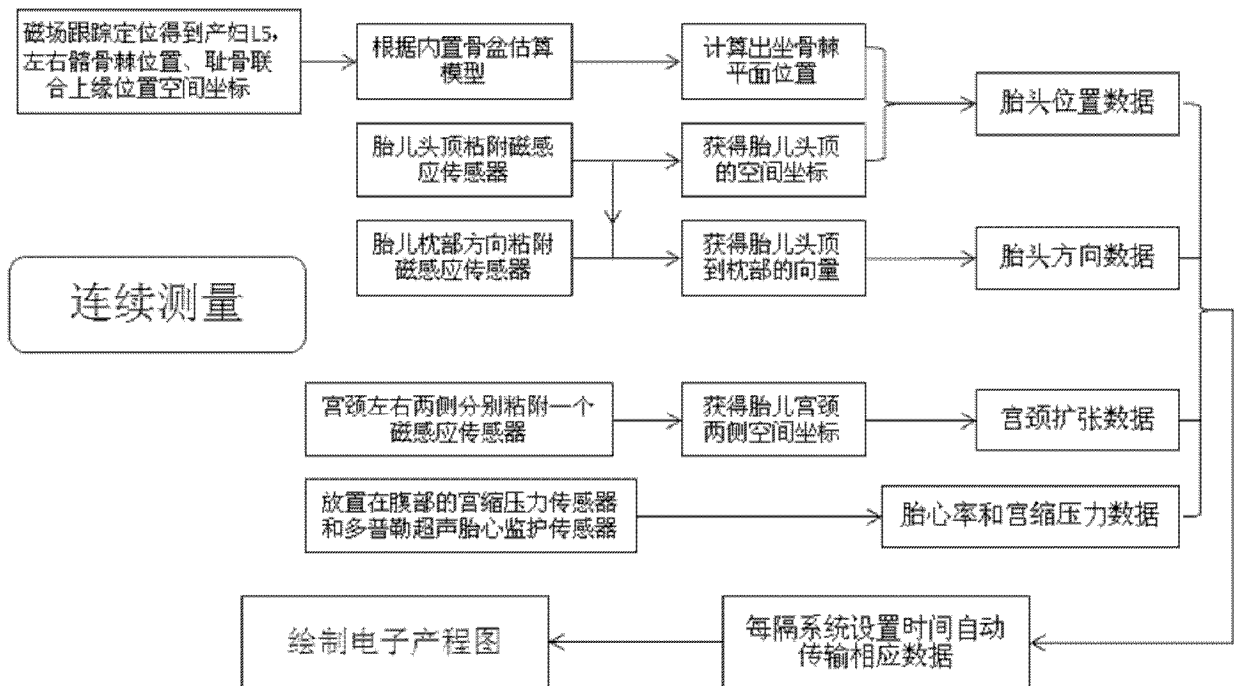 磁场跟踪定位得到产妇L5，
左右髂骨棘位置、耻骨联
合上缘位置空间坐标
根据内置骨盆估算
模型
计算出坐骨棘
平面位置
胎头位置数据
胎儿头顶粘附磁感
应传感器
获得胎儿头顶
的空间坐标
胎儿枕部方向粘附
磁感应传感器
获得胎儿头顶
到枕部的向量
胎头方向数据
连续测量
宫颈左右两侧分别粘附一个
磁感应传感器
获得胎儿宫颈
两侧空间坐标
宫颈扩张数据
放置在腹部的宫缩压力传感器
和多普勒超声胎心监护传感器
胎心率和宫缩压力数据
绘制电子产程图
每隔系统设置时间自动
传输相应数据